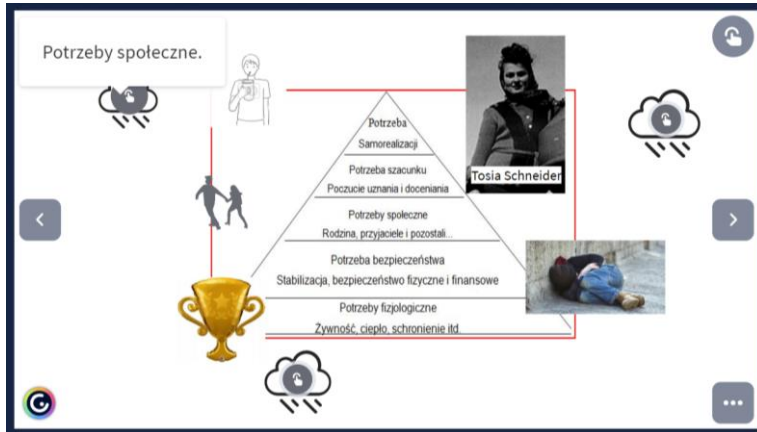 Potrzeby społeczne.
Potrzeba
Samorealizacji
Potrzeba szacunku
Poczucie uznania i doceniania
Tosia Schneider
Potrzeby społeczne
Rodzina, przyjaciele i pozostali...
Potrzeba bezpieczeństwa
Stabilizacja, bezpieczeństwo fizyczne i finansowe
Potrzeby fizjologiczne
Żywność, ciepło, schronienie itd.